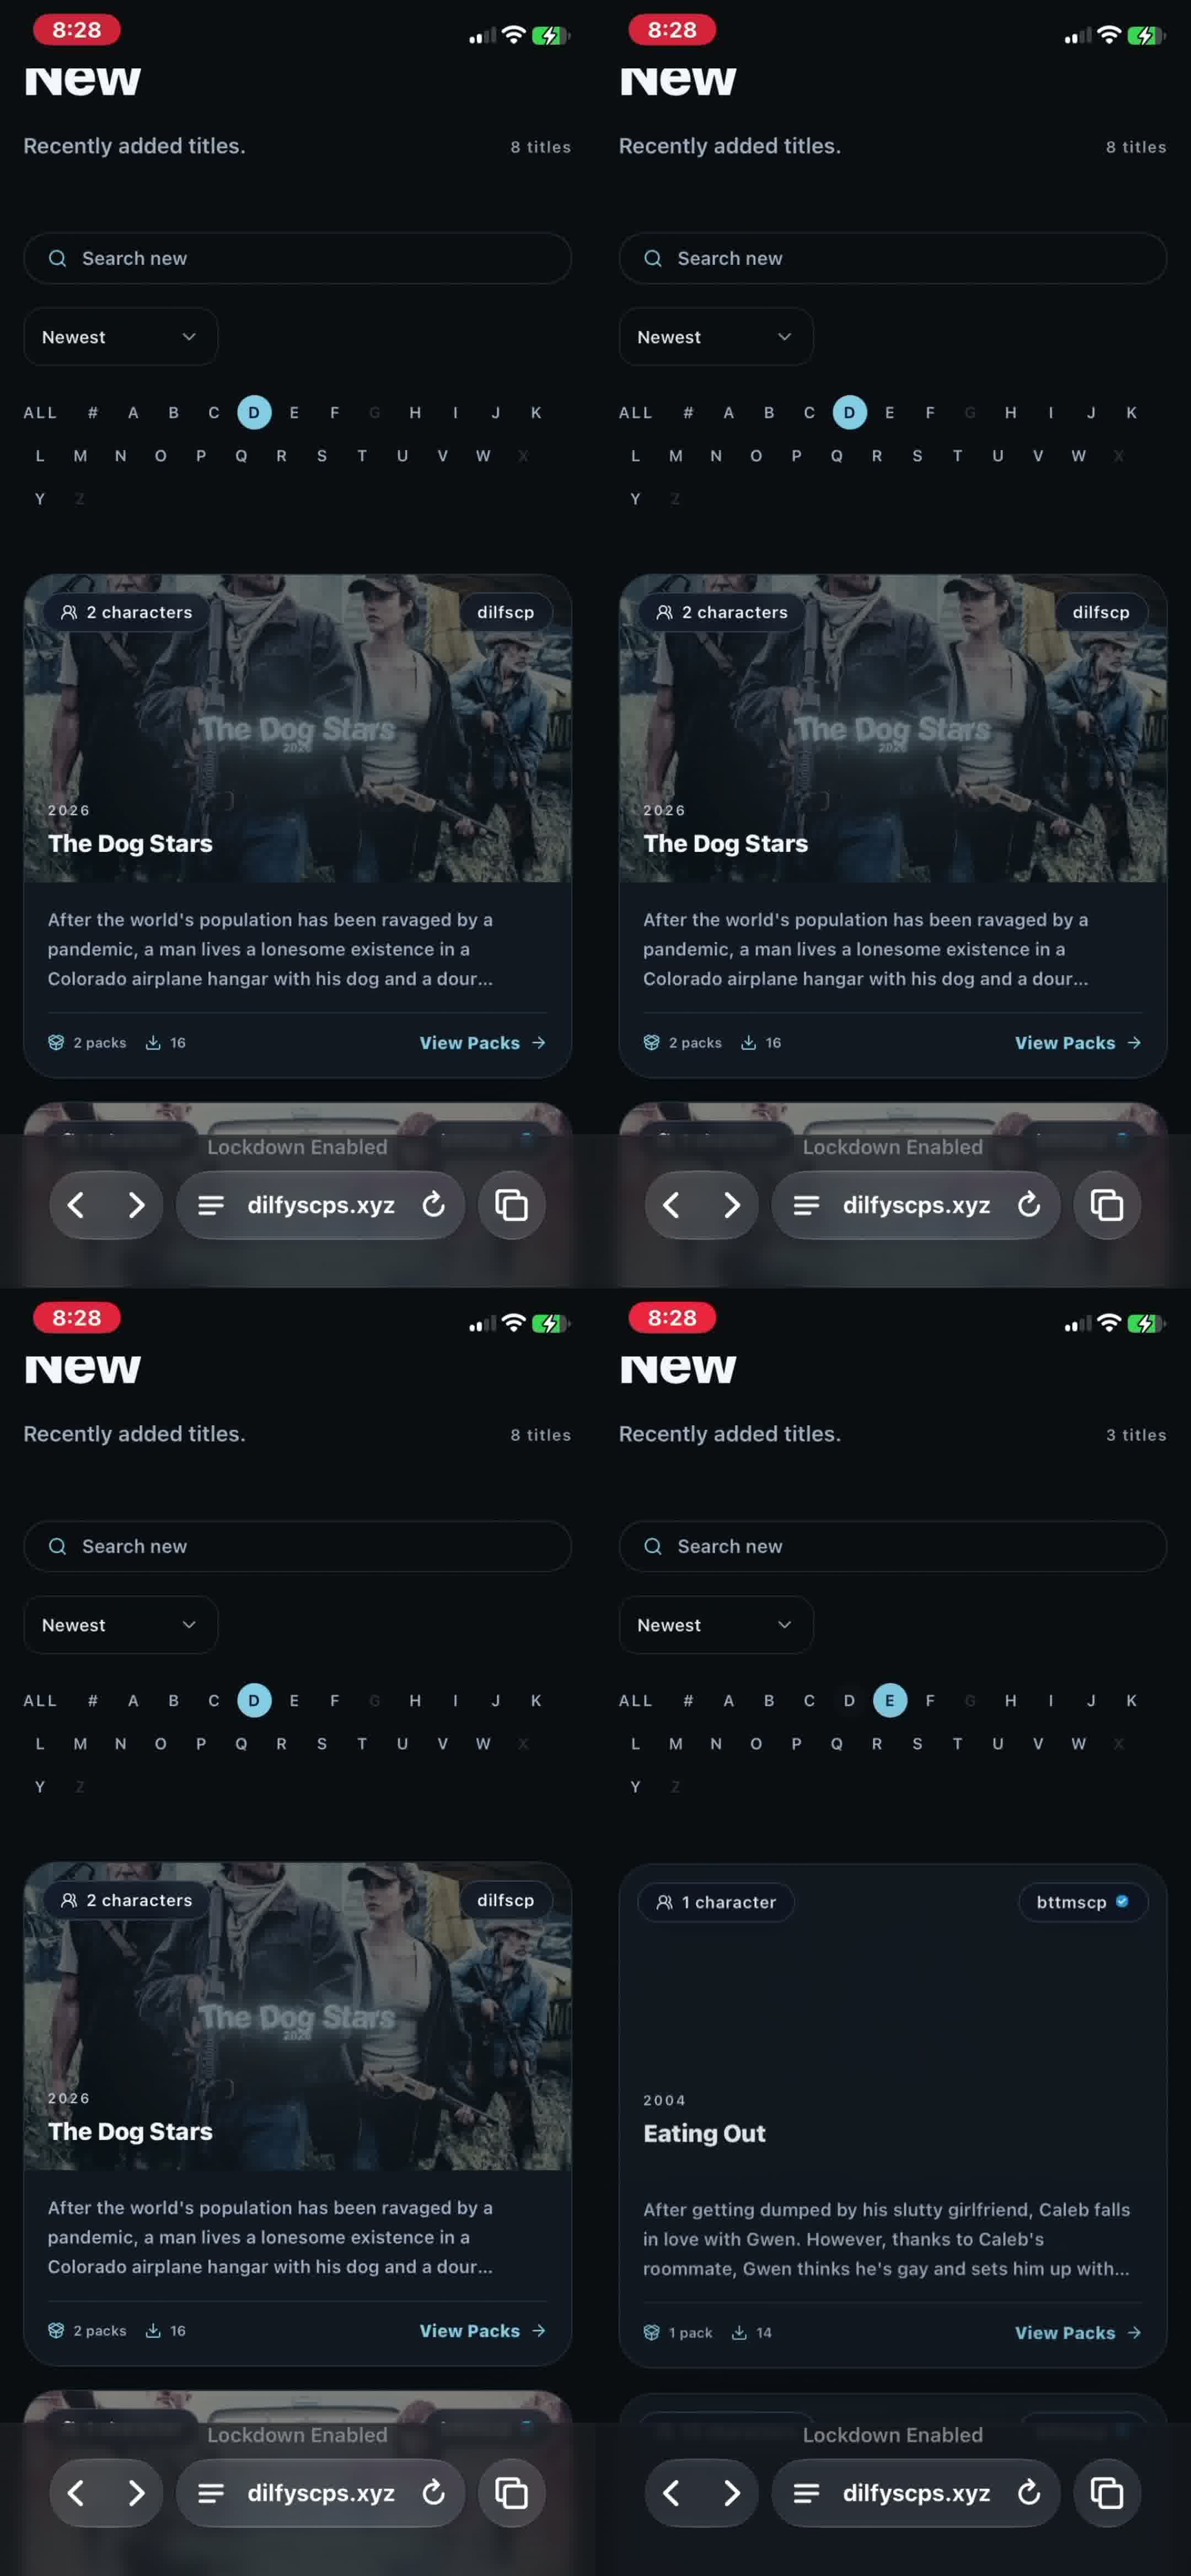 8:28
New
Recently added titles.
8 titles
Search new
Newest
ALL # A B C D E F G H I J K
L M N O P Q R S T U V W X
Y Z
2 characters
dilfscp
The Dog Stars
2026
2026
The Dog Stars
After the world's population has been ravaged by a
pandemic, a man lives a lonesome existence in a
Colorado airplane hangar with his dog and a dour...
2 packs
16
View Packs
Lockdown Enabled
dilfyscps.xyz
8:28
New
Recently added titles.
8 titles
Search new
Newest
ALL # A B C D E F G H I J K
L M N O P Q R S T U V W X
Y Z
2 characters
dilfscp
The Dog Stars
2026
2026
The Dog Stars
After the world's population has been ravaged by a
pandemic, a man lives a lonesome existence in a
Colorado airplane hangar with his dog and a dour...
2 packs
16
View Packs
Lockdown Enabled
dilfyscps.xyz
8:28
New
Recently added titles.
8 titles
Search new
Newest
ALL # A B C D E F G H I J K
L M N O P Q R S T U V W X
Y Z
2 characters
dilfscp
The Dog Stars
2026
2026
The Dog Stars
After the world's population has been ravaged by a
pandemic, a man lives a lonesome existence in a
Colorado airplane hangar with his dog and a dour...
2 packs
16
View Packs
Lockdown Enabled
dilfyscps.xyz
8:28
New
Recently added titles.
3 titles
Search new
Newest
ALL # A B C D E F G H I J K
L M N O P Q R S T U V W X
Y Z
1 character
bttmscp
2004
Eating Out
After getting dumped by his slutty girlfriend, Caleb falls
in love with Gwen. However, thanks to Caleb's
roommate, Gwen thinks he's gay and sets him up with...
1 pack
14
View Packs
Lockdown Enabled
dilfyscps.xyz